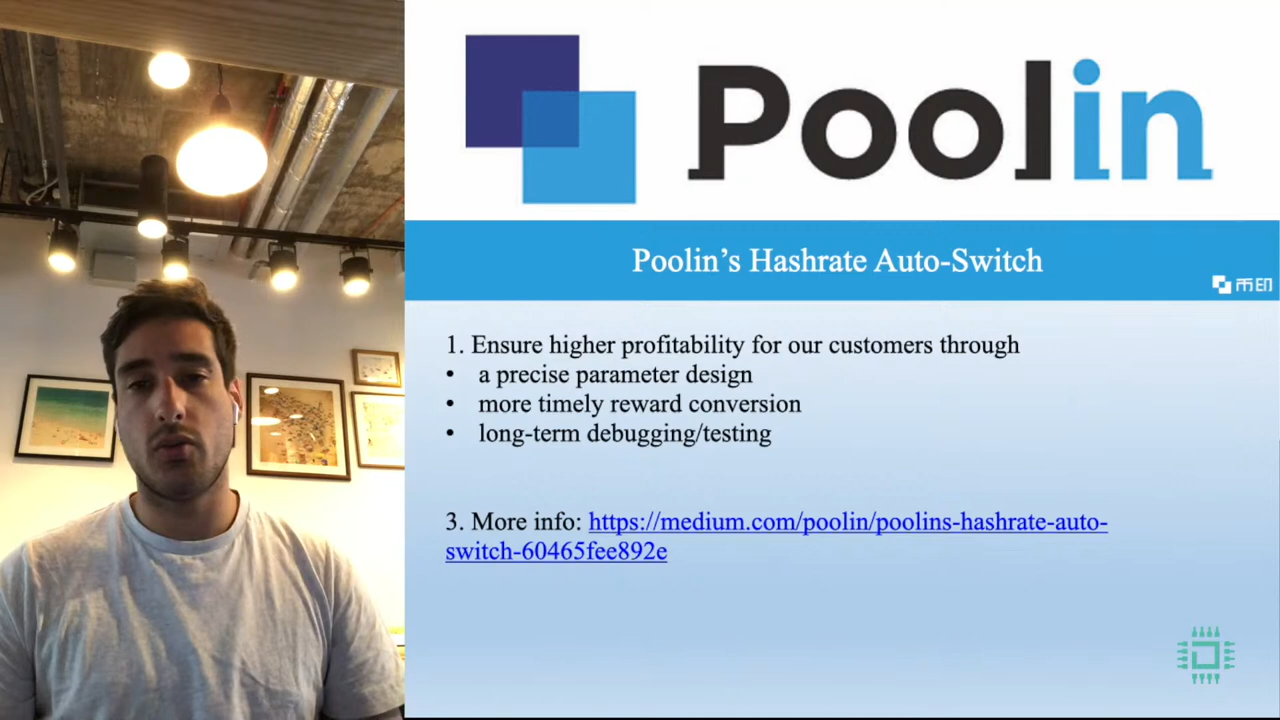 Poolin
Poolin’s Hashrate Auto-Switch
币印
1. Ensure higher profitability for our customers through
• a precise parameter design
• more timely reward conversion
• long-term debugging/testing
3. More info: https://medium.com/poolin/poolins-hashrate-auto-
switch-60465fee892e